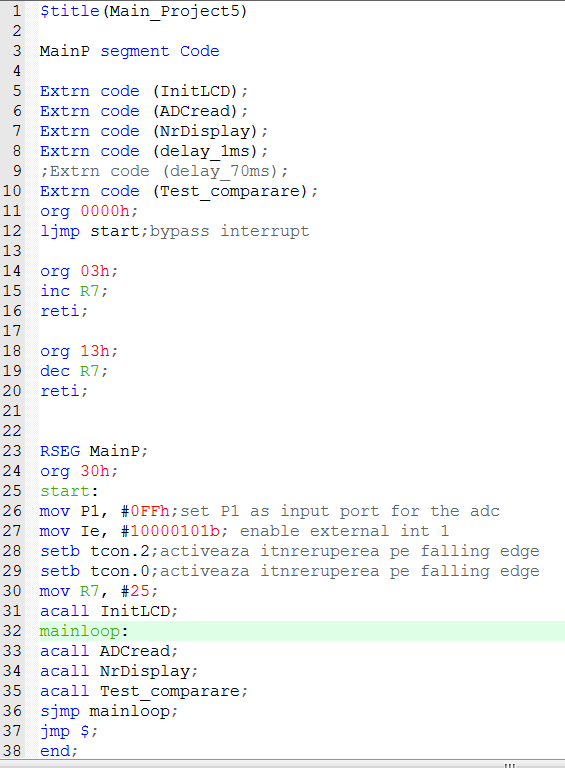 1 $title(Main_Project5)
2
3 MainP segment Code
4
5 Extrn code (InitLCD);
6 Extrn code (ADCread);
7 Extrn code (NrDisplay);
8 Extrn code (delay_1ms);
9 ;Extrn code (delay_70ms);
10 Extrn code (Test_comparare);
11 org 0000h;
12 ljmp start;bypass interrupt
13
14 org 03h;
15 inc R7;
16 reti;
17
18 org 13h;
19 dec R7;
20 reti;
21
22
23 RSEG MainP;
24 org 30h;
25 start:
26 mov P1, #0FFh;set P1 as input port for the adc
27 mov Ie, #10000101b; enable external int 1
28 setb tcon.2;activeaza itnreruperea pe falling edge
29 setb tcon.0;activeaza itnreruperea pe falling edge
30 mov R7, #25;
31 acall InitLCD;
32 mainloop:
33 acall ADCread;
34 acall NrDisplay;
35 acall Test_comparare;
36 sjmp mainloop;
37 jmp $;
38 end;